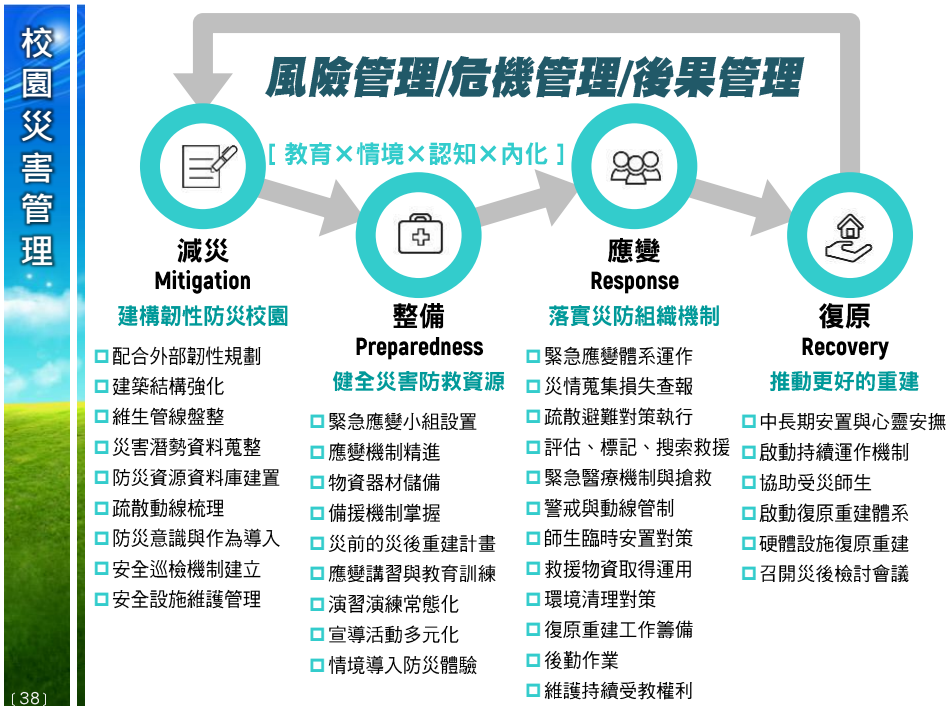 校園災害管理
風險管理/危機管理/後果管理
[ 教育×情境×認知×內化 ]
減災
Mitigation
建構韌性防災校園
配合外部韌性規劃
建築結構強化
維生管線盤整
災害潛勢資料蒐整
防災資源資料庫建置
疏散動線梳理
防災意識與作為導入
安全巡檢機制建立
安全設施維護管理
整備
Preparedness
健全災害防救資源
緊急應變小組設置
應變機制精進
物資器材儲備
備援機制掌握
災前的災後重建計畫
應變講習與教育訓練
演習演練常態化
宣導活動多元化
情境導入防災體驗
應變
Response
落實災防組織機制
緊急應變體系運作
災情蒐集損失查報
疏散避難對策執行
評估、標記、搜索救援
緊急醫療機制與搶救
警戒與動線管制
師生臨時安置對策
救援物資取得運用
環境清理對策
復原重建工作籌備
後勤作業
維護持續受教權利
復原
Recovery
推動更好的重建
中長期安置與心靈安撫
啟動持續運作機制
協助受災師生
啟動復原重建體系
硬體設施復原重建
召開災後檢討會議
[38]